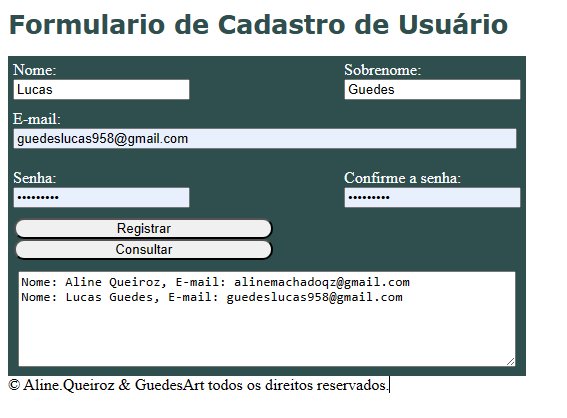 Formulario de Cadastro de Usuário
Nome: Sobrenome:
Lucas Guedes
E-mail:
guedeslucas958@gmail.com
Senha: Confirme a senha:
••••••••• •••••••••
Registrar
Consultar
Nome: Aline Queiroz, E-mail: alinemachadoqz@gmail.com
Nome: Lucas Guedes, E-mail: guedeslucas958@gmail.com
© Aline.Queiroz & GuedesArt todos os direitos reservados.